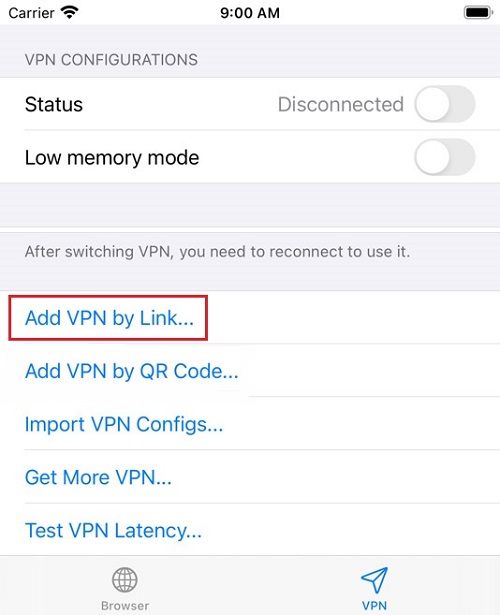 Carrier 9:00 AM
VPN CONFIGURATIONS
Status Disconnected
Low memory mode
After switching VPN, you need to reconnect to use it.
Add VPN by Link...
Add VPN by QR Code...
Import VPN Configs...
Get More VPN...
Test VPN Latency...
Browser VPN